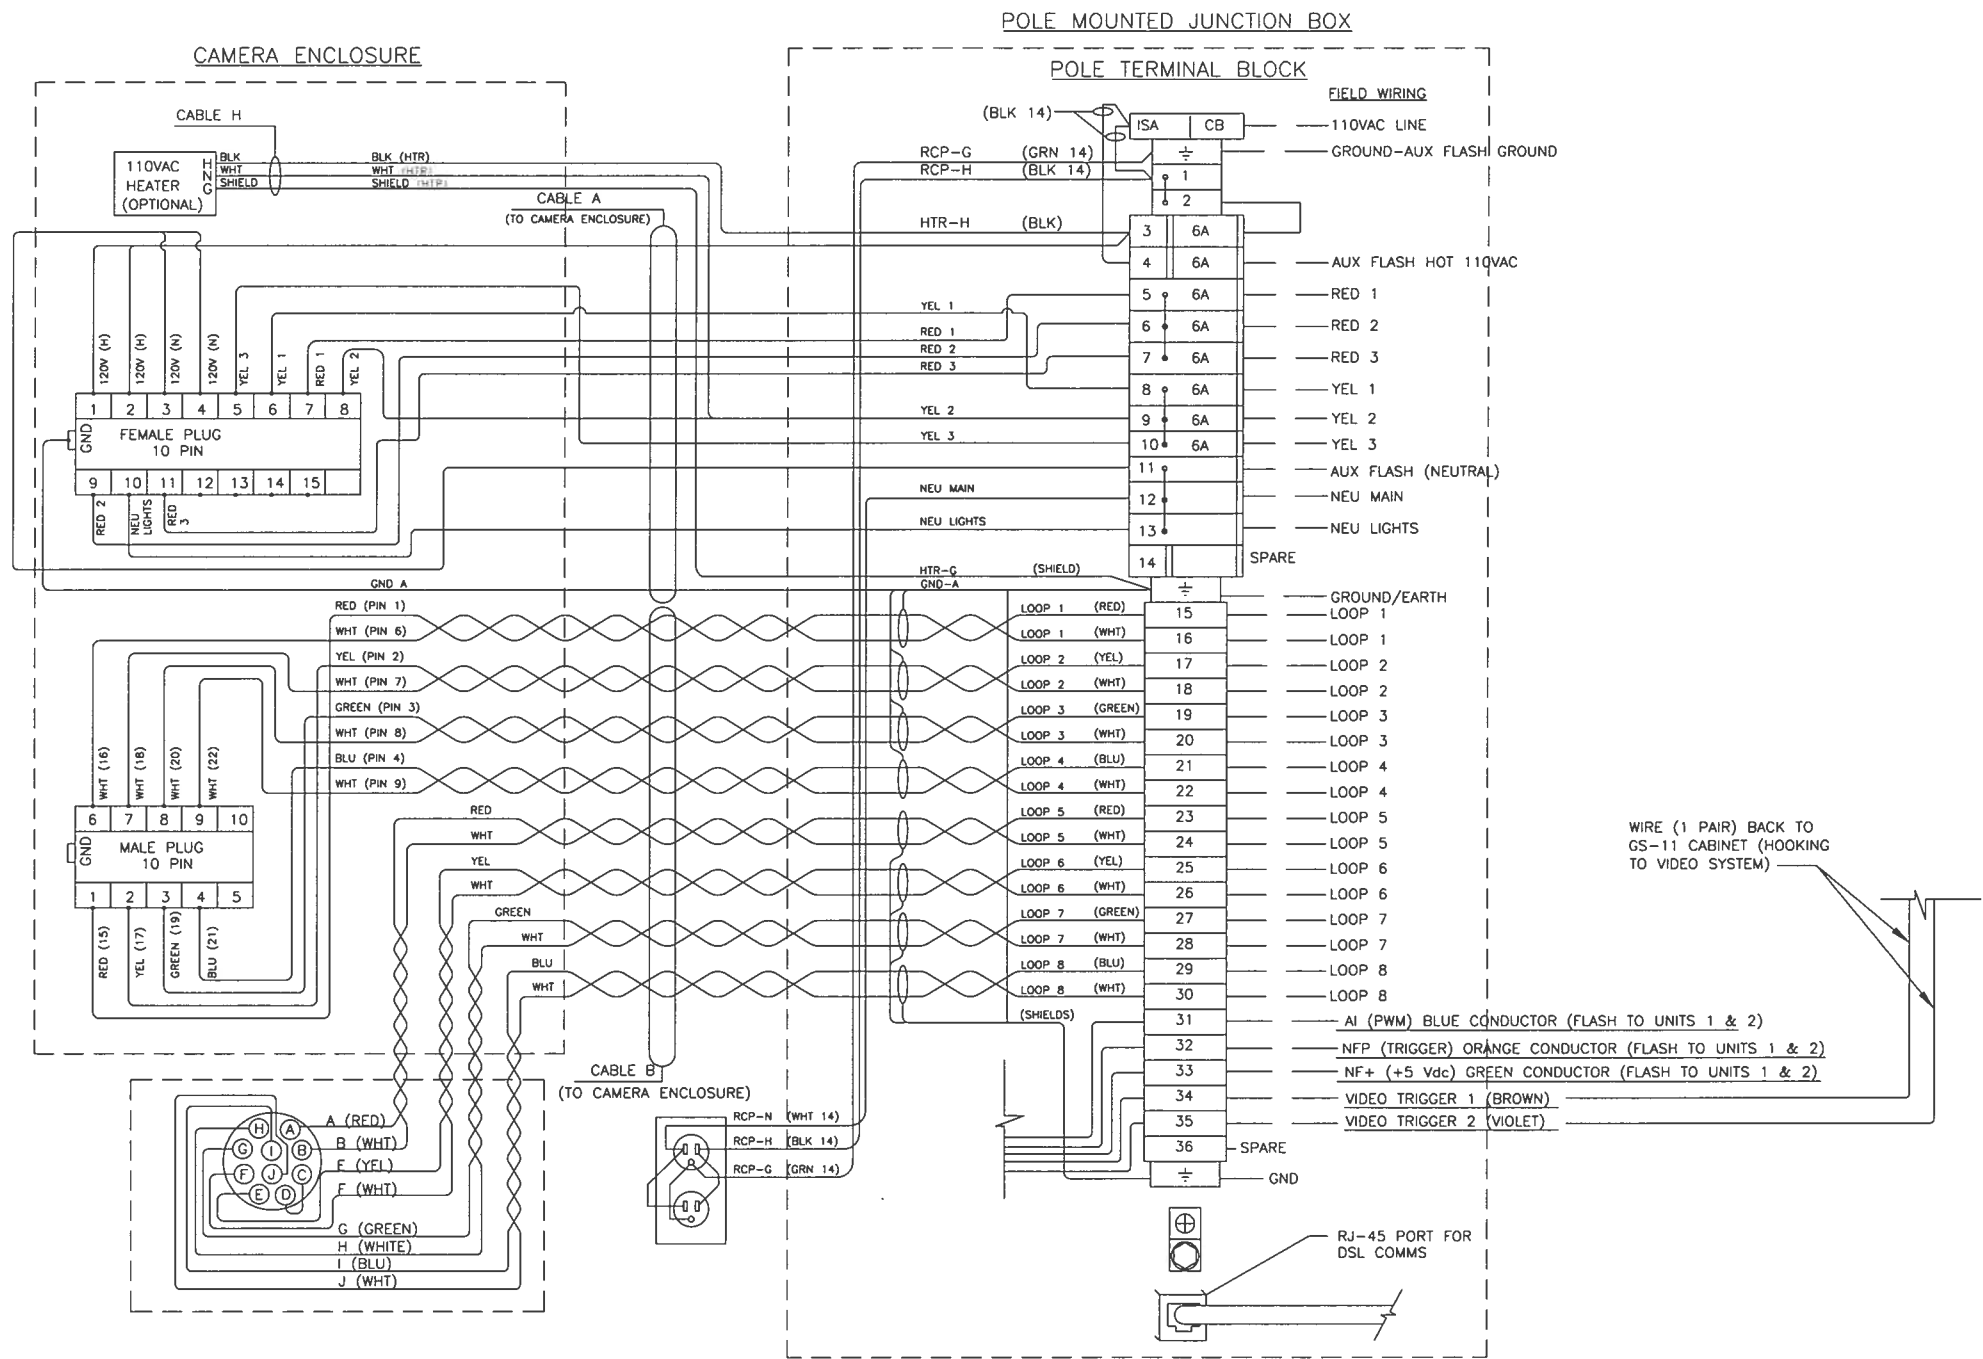 POLE MOUNTED JUNCTION BOX
CAMERA ENCLOSURE
POLE TERMINAL BLOCK
FIELD WIRING
CABLE H
(BLK 14)
ISA CB
110VAC LINE
110VAC
HEATER
(OPTIONAL)
H
N
G
BLK
WHT
SHIELD
BLK (HTR)
WHT (HTR)
SHIELD (HTR)
CABLE A
(TO CAMERA ENCLOSURE)
RCP-G (GRN 14)
RCP-H (BLK 14)
HTR-H (BLK)
GROUND-AUX FLASH GROUND
1
2
3 6A
4 6A AUX FLASH HOT 110VAC
5 6A RED 1
6 6A RED 2
7 6A RED 3
8 6A YEL 1
9 6A YEL 2
10 6A YEL 3
11 AUX FLASH (NEUTRAL)
12 NEU MAIN
13 NEU LIGHTS
14 SPARE
GROUND/EARTH
YEL 1
RED 1
RED 2
RED 3
YEL 2
YEL 3
NEU MAIN
NEU LIGHTS
HTR-G (SHIELD)
GND-A
120V (H)
120V (H)
120V (N)
120V (N)
YEL 3
YEL 1
RED 1
YEL 2
1 2 3 4 5 6 7 8
GND
FEMALE PLUG
10 PIN
9 10 11 12 13 14 15
RED 2
NEU
LIGHTS
RED
3
GND A
RED (PIN 1)
WHT (PIN 6)
YEL (PIN 2)
WHT (PIN 7)
GREEN (PIN 3)
WHT (PIN 8)
BLU (PIN 4)
WHT (PIN 9)
RED
WHT
YEL
WHT
GREEN
WHT
BLU
WHT
LOOP 1 (RED) 15 LOOP 1
LOOP 1 (WHT) 16 LOOP 1
LOOP 2 (YEL) 17 LOOP 2
LOOP 2 (WHT) 18 LOOP 2
LOOP 3 (GREEN) 19 LOOP 3
LOOP 3 (WHT) 20 LOOP 3
LOOP 4 (BLU) 21 LOOP 4
LOOP 4 (WHT) 22 LOOP 4
LOOP 5 (RED) 23 LOOP 5
LOOP 5 (WHT) 24 LOOP 5
LOOP 6 (YEL) 25 LOOP 6
LOOP 6 (WHT) 26 LOOP 6
LOOP 7 (GREEN) 27 LOOP 7
LOOP 7 (WHT) 28 LOOP 7
LOOP 8 (BLU) 29 LOOP 8
LOOP 8 (WHT) 30 LOOP 8
(SHIELDS)
31 AI (PWM) BLUE CONDUCTOR (FLASH TO UNITS 1 & 2)
32 NFP (TRIGGER) ORANGE CONDUCTOR (FLASH TO UNITS 1 & 2)
33 NF+ (+5 Vdc) GREEN CONDUCTOR (FLASH TO UNITS 1 & 2)
34 VIDEO TRIGGER 1 (BROWN)
35 VIDEO TRIGGER 2 (VIOLET)
36 SPARE
GND
WIRE (1 PAIR) BACK TO
GS-11 CABINET (HOOKING
TO VIDEO SYSTEM)
WHT (16)
WHT (18)
WHT (20)
WHT (22)
6 7 8 9 10
GND
MALE PLUG
10 PIN
1 2 3 4 5
RED (15)
YEL (17)
GREEN (19)
BLU (21)
CABLE B
(TO CAMERA ENCLOSURE)
RCP-N (WHT 14)
RCP-H (BLK 14)
RCP-G (GRN 14)
H A
G I B
F J C
E D
A (RED)
B (WHT)
E (YEL)
F (WHT)
G (GREEN)
H (WHITE)
I (BLU)
J (WHT)
RJ-45 PORT FOR
DSL COMMS